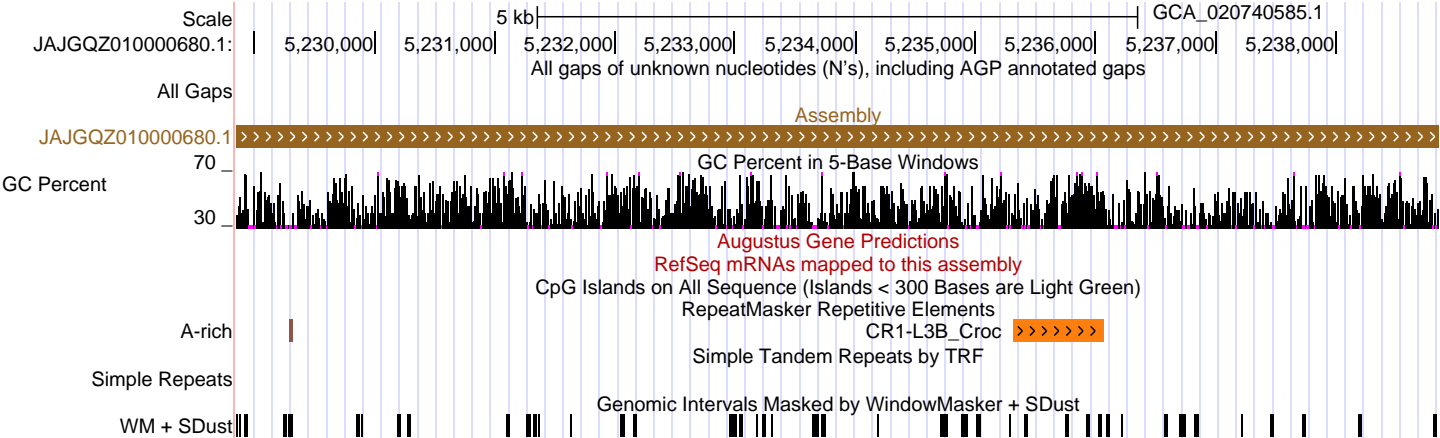 Scale 5 kb GCA_020740585.1
JAJGQZ010000680.1: 5,230,000 5,231,000 5,232,000 5,233,000 5,234,000 5,235,000 5,236,000 5,237,000 5,238,000
All gaps of unknown nucleotides (N's), including AGP annotated gaps
All Gaps
Assembly
JAJGQZ010000680.1
GC Percent in 5-Base Windows
70
GC Percent
30
Augustus Gene Predictions
RefSeq mRNAs mapped to this assembly
CpG Islands on All Sequence (Islands < 300 Bases are Light Green)
RepeatMasker Repetitive Elements
A-rich CR1-L3B_Croc
Simple Tandem Repeats by TRF
Simple Repeats
Genomic Intervals Masked by WindowMasker + SDust
WM + SDust